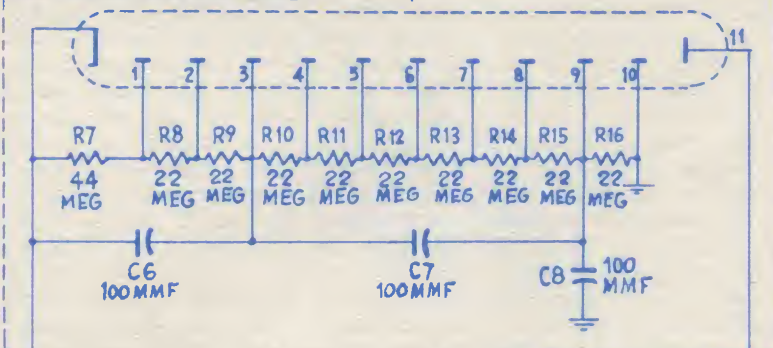 11
1 2 3 4 5 6 7 8 9 10
R7 R8 R9 R10 R11 R12 R13 R14 R15 R16
44 22 22 22 22 22 22 22 22 22
MEG MEG MEG MEG MEG MEG MEG MEG MEG MEG
C6 C7 C8 100
100MMF 100MMF MMF